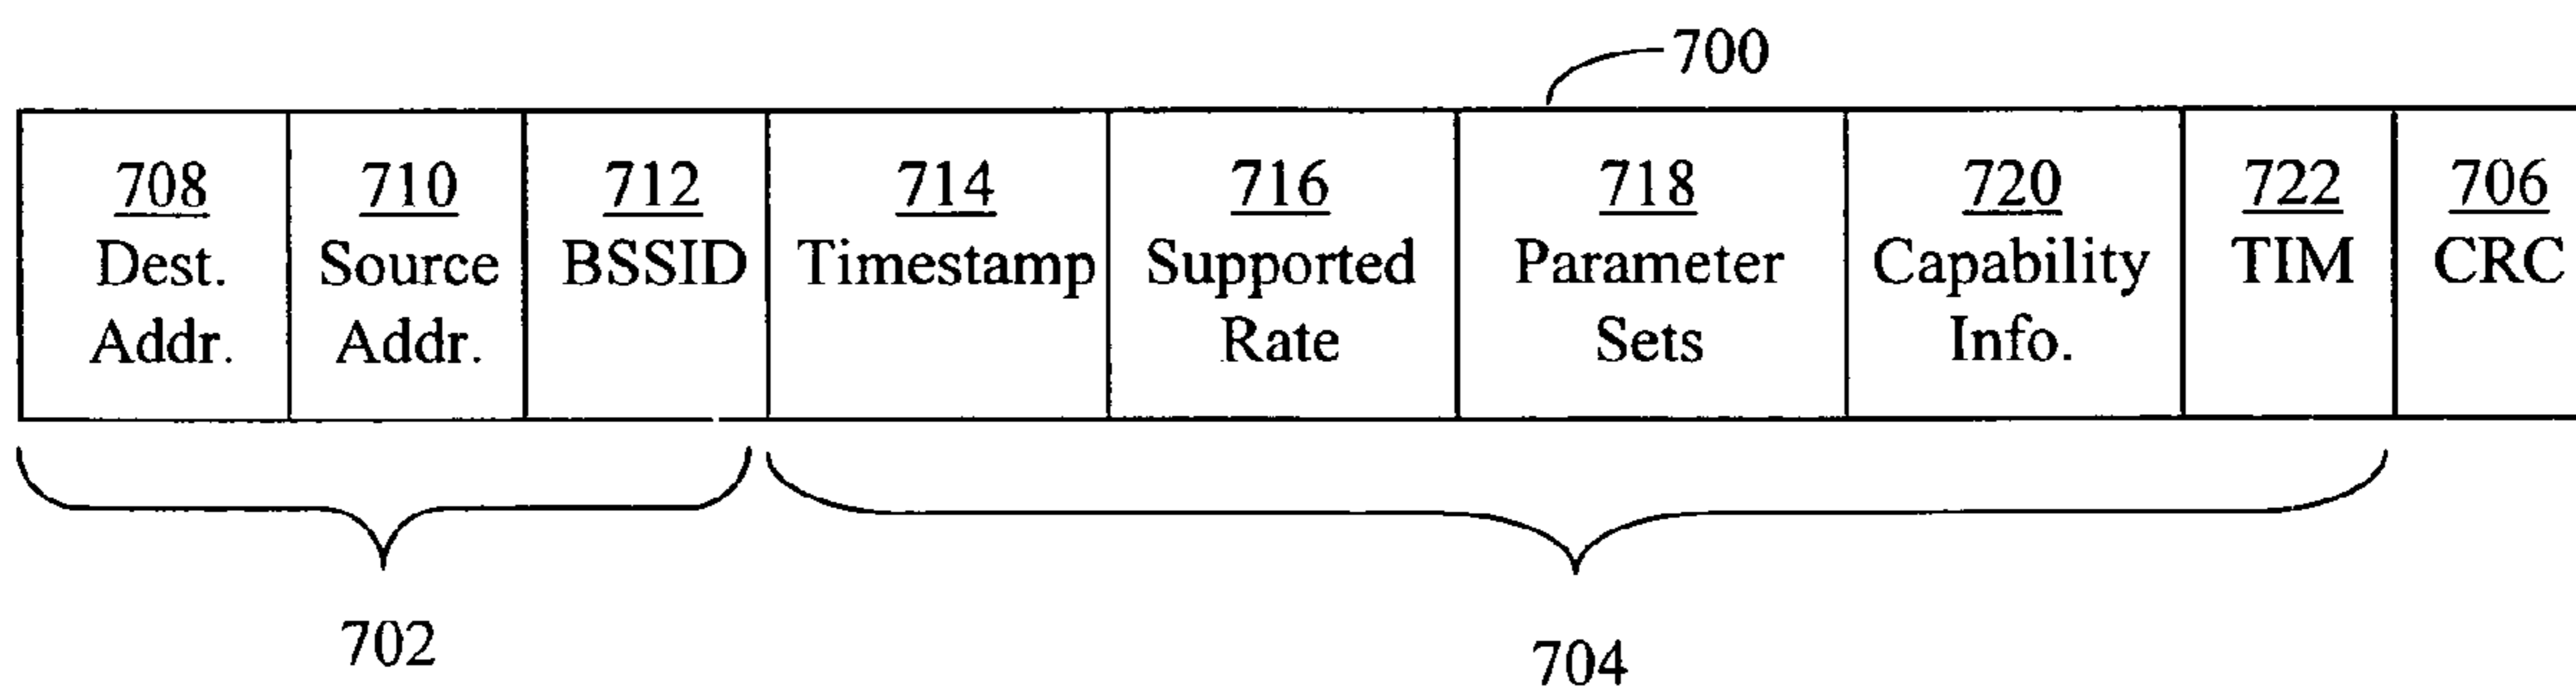 700
708
Dest.
Addr.
710
Source
Addr.
712
BSSID
714
Timestamp
716
Supported
Rate
718
Parameter
Sets
720
Capability
Info.
722
TIM
706
CRC
702
704